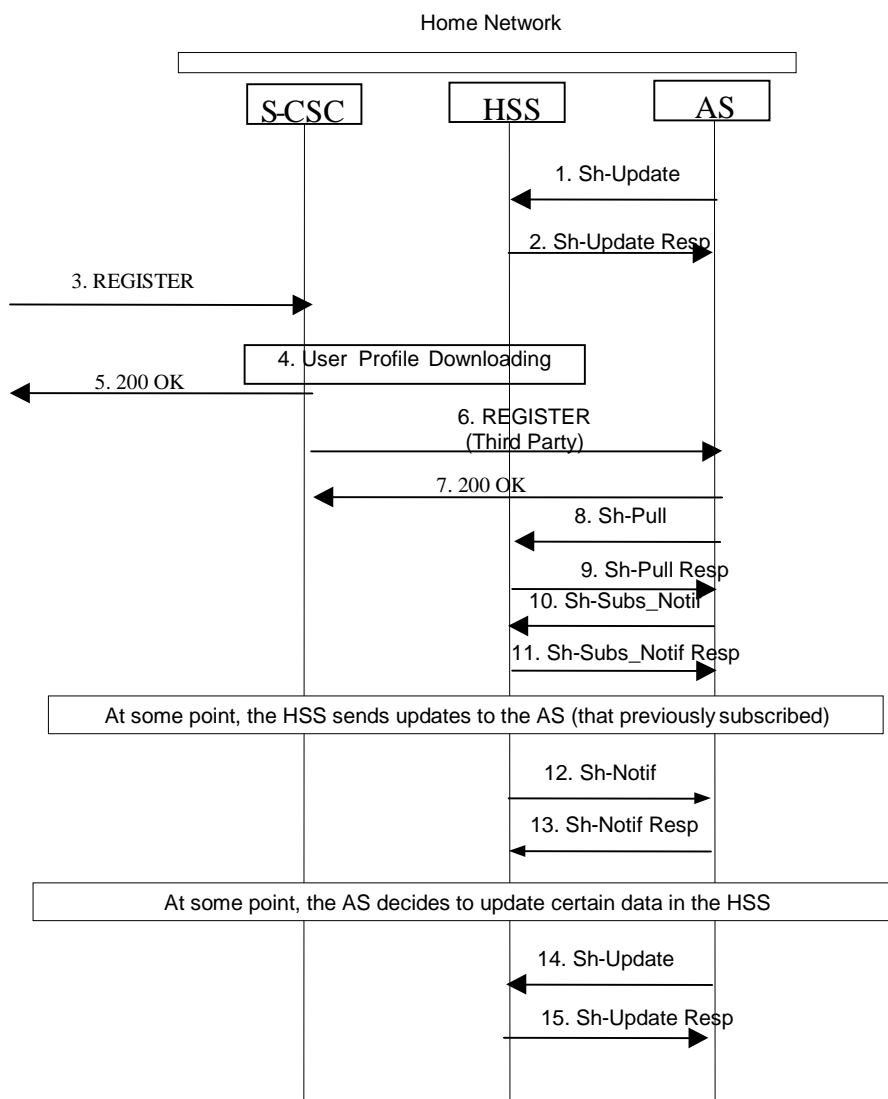 Home Network
S-CSC
HSS
AS
1. Sh-Update
2. Sh-Update Resp
3. REGISTER
4. User Profile Downloading
5. 200 OK
6. REGISTER
(Third Party)
7. 200 OK
8. Sh-Pull
9. Sh-Pull Resp
10. Sh-Subs_Notif
11. Sh-Subs_Notif Resp
At some point, the HSS sends updates to the AS (that previously subscribed)
12. Sh-Notif
13. Sh-Notif Resp
At some point, the AS decides to update certain data in the HSS
14. Sh-Update
15. Sh-Update Resp